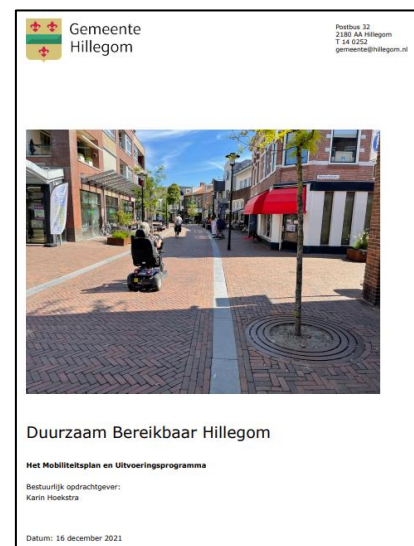 Gemeente
Hillegom
Postbus 32
2180 AA Hillegom
T 14 0252
gemeente@hillegom.nl
Duurzaam Bereikbaar Hillegom
Het Mobiliteitsplan en Uitvoeringsprogramma
Bestuurlijk opdrachtgever:
Karin Hoekstra
Datum: 16 december 2021